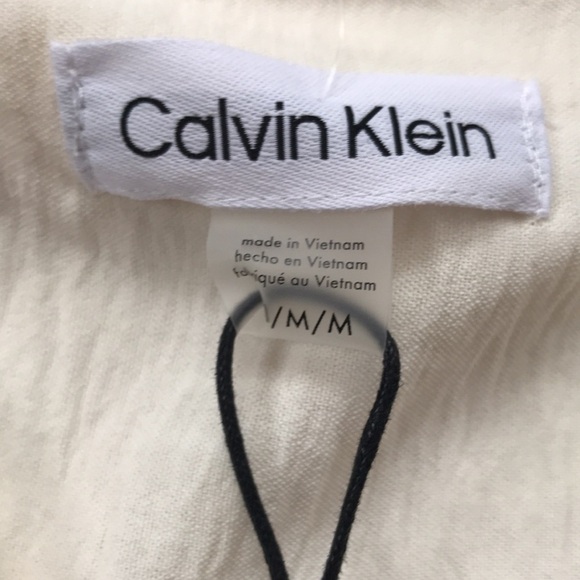 Calvin Klein
made in Vietnam
hecho en Vietnam
au Vietnam
/M/M